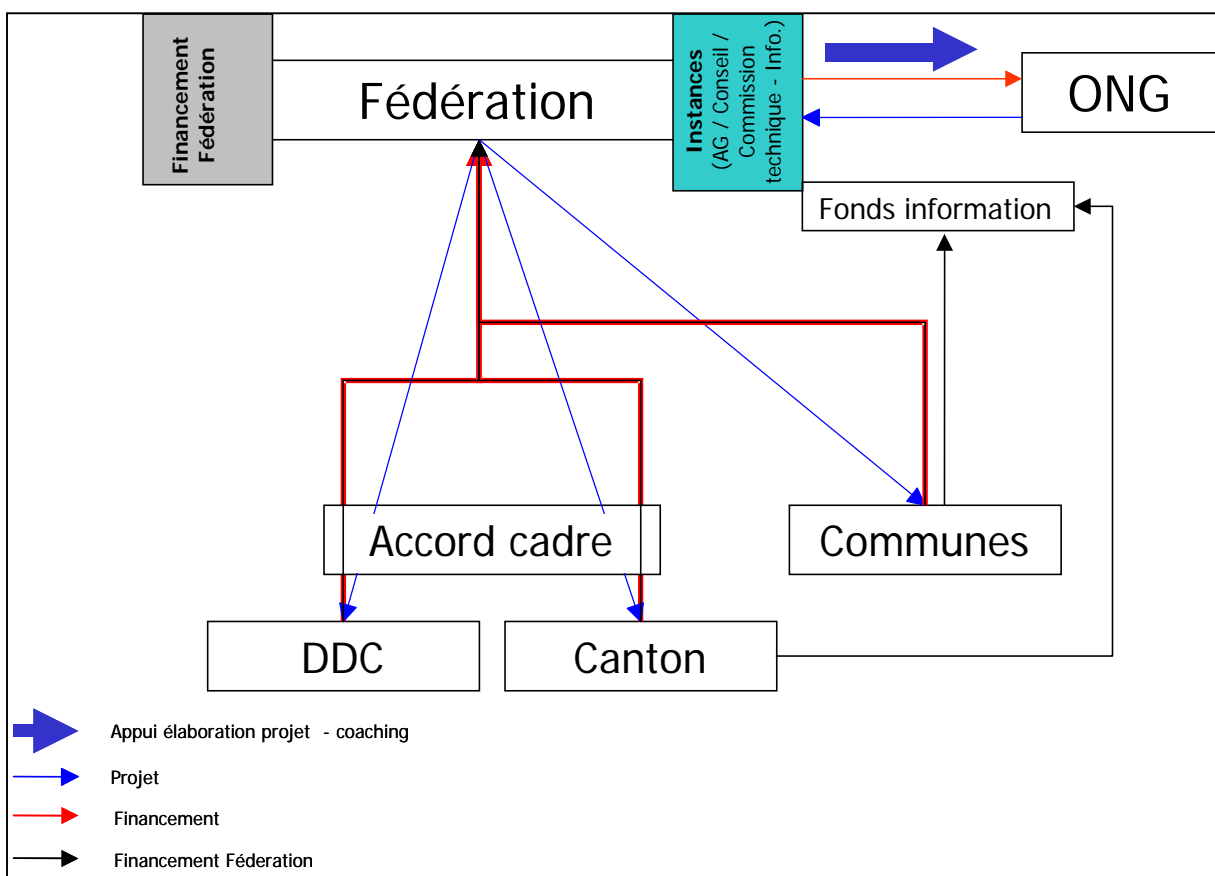 Financement
Fédération
Fédération
Instances
(AG / Conseil /
Commission
technique - Info.)
ONG
Fonds information
Accord cadre
Communes
DDC
Canton
Appui élaboration projet - coaching
Projet
Financement
Financement Féderation